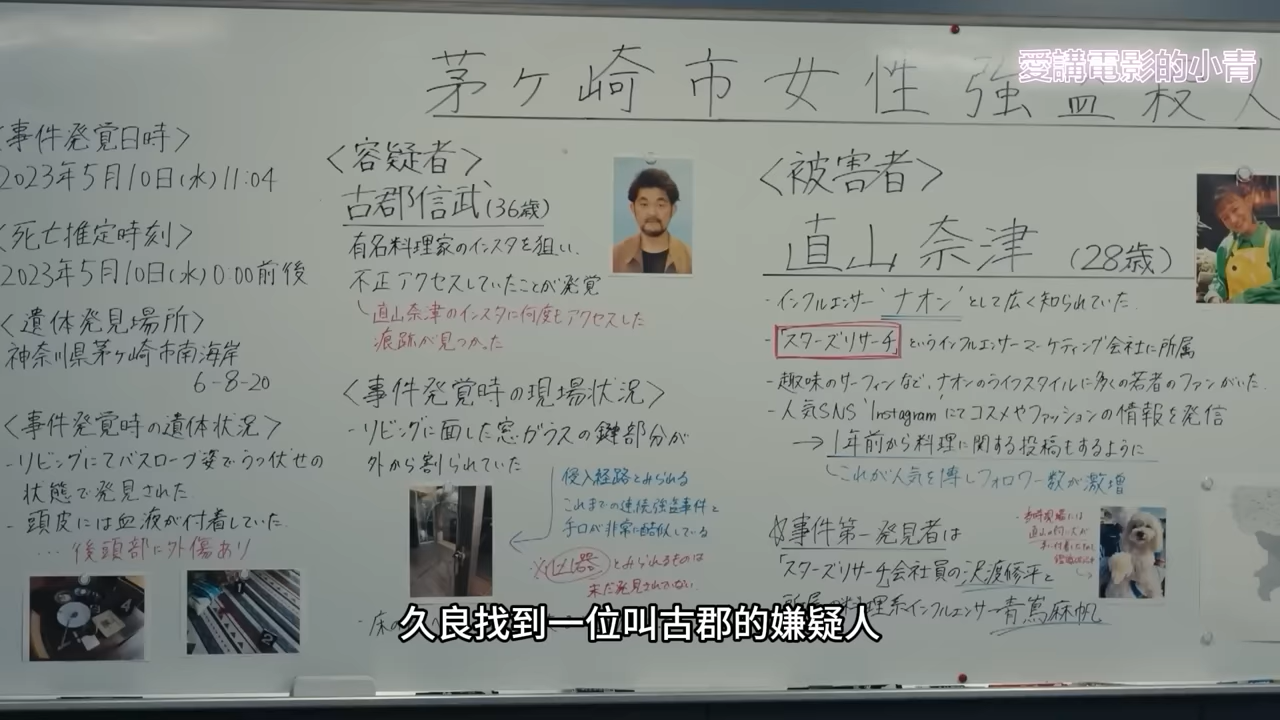 愛講電影的小青
茅ヶ崎市女性強盗殺人
〈事件発覚日時〉
2023年5月10日(水)11:04
〈死亡推定時刻〉
2023年5月10日(水)0:00前後
〈遺体発見場所〉
神奈川県茅ヶ崎市南海岸
6-8-20
〈事件発覚時の遺体状況〉
-リビングにてバスローブ姿でうつ伏せの
状態で発見された
-頭皮には血液が付着していた
…後頭部に外傷あり
〈容疑者〉
古郡信武(36歳)
有名料理家のインスタを狙い、
不正アクセスしていたことが発覚
直山奈津のインスタに何度もアクセスした
痕跡が見つかった
〈事件発覚時の現場状況〉
-リビングに面した窓ガラスの鍵部分が
外から割られていた
侵入経路とみられる
これまでの連続強盗事件と
手口が非常に酷似している
※凶器とみられるものは
未だ発見されていない
・床の
〈被害者〉
直山奈津(28歳)
・インフルエンサー'ナオン'として広く知られていた
-「スターズリサーチ」というインフルエンサーマーケティング会社に所属
-趣味のサーフィンなど、ナオンのライフスタイルに多くの若者のファンがいた
-人気SNS'Instagram'にてコスメやファッションの情報を発信
→1年前から料理に関する投稿もするように
これが人気を博しフォロワー数が激増
☆事件第一発見者は
「スターズリサーチ」会社員の沢渡修平と
料理系インフルエンサー青嶌麻帆
久良找到一位叫古郡的嫌疑人